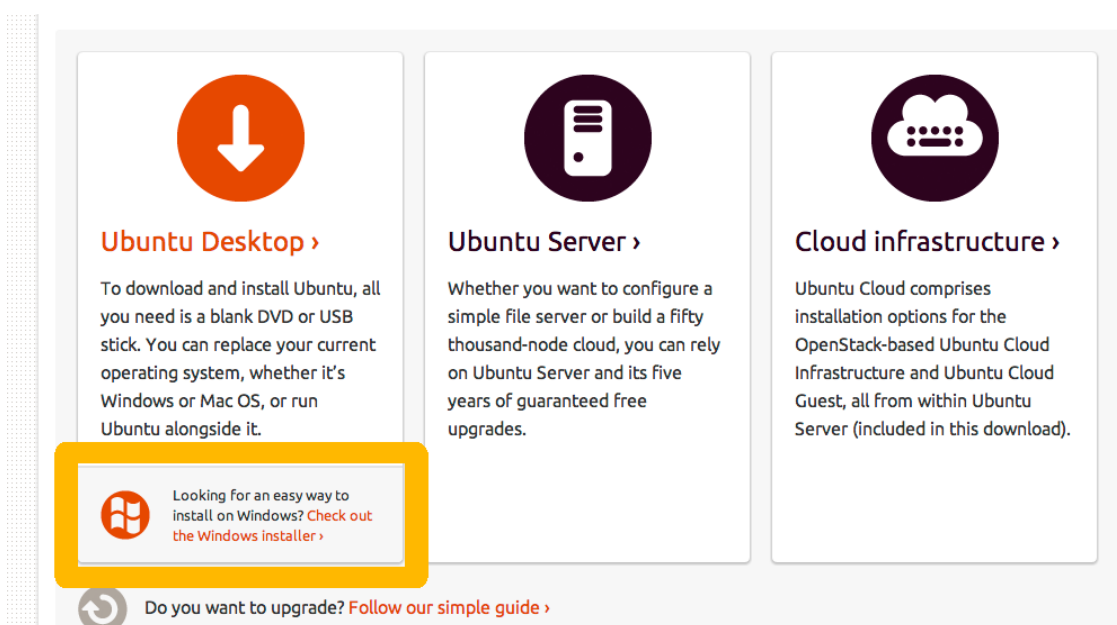 Ubuntu Desktop ›
To download and install Ubuntu, all
you need is a blank DVD or USB
stick. You can replace your current
operating system, whether it’s
Windows or Mac OS, or run
Ubuntu alongside it.
Looking for an easy way to
install on Windows? Check out
the Windows installer ›
Ubuntu Server ›
Whether you want to configure a
simple file server or build a fifty
thousand-node cloud, you can rely
on Ubuntu Server and its five
years of guaranteed free
upgrades.
Cloud infrastructure ›
Ubuntu Cloud comprises
installation options for the
OpenStack-based Ubuntu Cloud
Infrastructure and Ubuntu Cloud
Guest, all from within Ubuntu
Server (included in this download).
Do you want to upgrade? Follow our simple guide ›